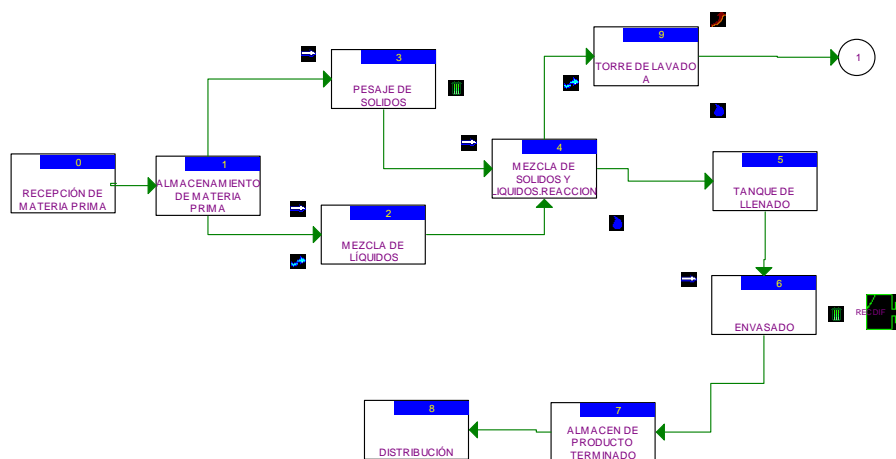 9
TORRE DE LAVADO
A
1
3
PESAJE DE
SOLIDOS
4
MEZCLA DE
SOLIDOS Y
LIQUIDOS.REACCION
0
RECEPCIÓN DE
MATERIA PRIMA
1
ALMACENAMIENTO
DE MATERIA
PRIMA
5
TANQUE DE
LLENADO
2
MEZCLA DE
LÍQUIDOS
6
ENVASADO
8
DISTRIBUCIÓN
7
ALMACEN DE
PRODUCTO
TERMINADO